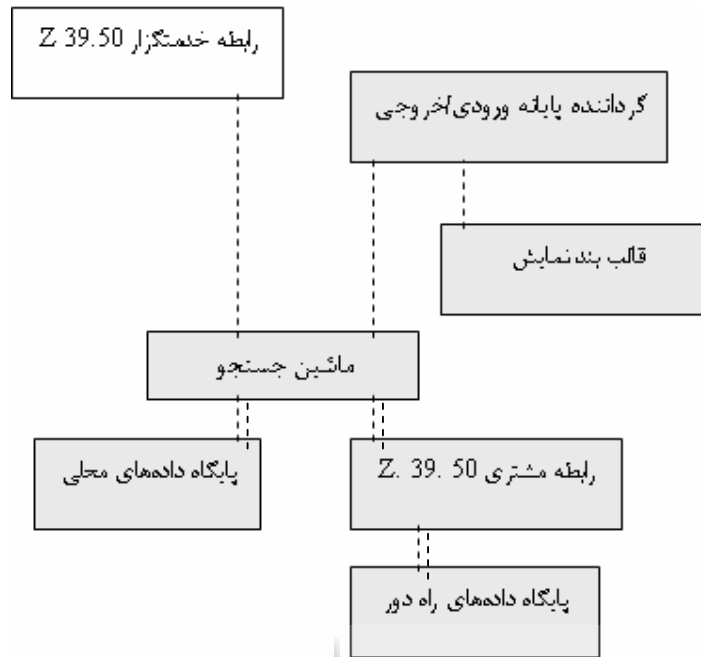 رابطه خدمتگزار Z 39.50
گرداننده پایانه ورودی/خروجی
قالب بند نمایش
ماشین جستجو
پایگاه داده‌های محلی
رابطه مشتری Z. 39. 50
پایگاه داده‌های راه دور